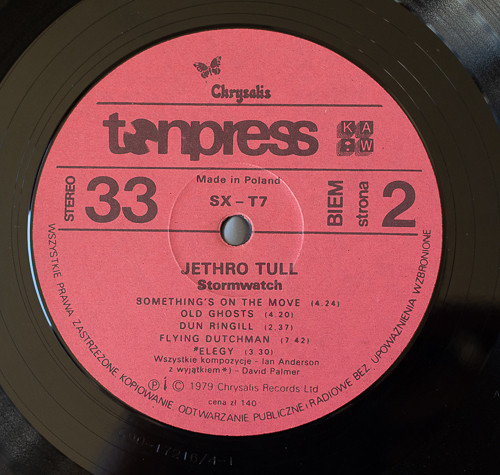 Chrysalis
tonpress KAW
Made in Poland
STEREO 33 SX-T7 BIEM strona 2
JETHRO TULL
Stormwatch
SOMETHING'S ON THE MOVE (4.24)
OLD GHOSTS (4.20)
DUN RINGILL (2.37)
FLYING DUTCHMAN (7 42)
*ELEGY (3.30)
Wszystkie kompozycje - Ian Anderson
z wyjątkiem*) - David Palmer
Ⓟ © 1979 Chrysalis Records Ltd
cena zł 140
WSZYSTKIE PRAWA ZASTRZEŻONE KOPIOWANIE ODTWARZANIE PUBLICZNE I RADIOWE BEZ UPOWAŻNIENIA WZBRONIONE